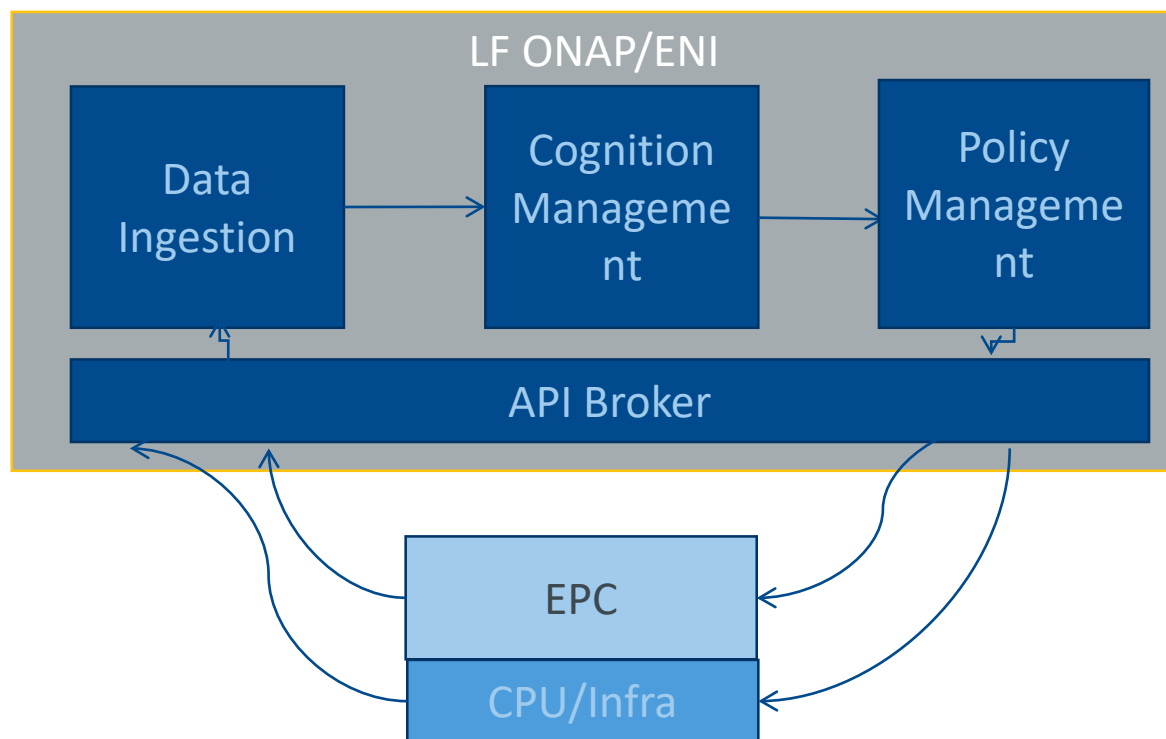 LF ONAP/ENI
Data
Ingestion
Cognition
Manageme
nt
Policy
Manageme
nt
API Broker
EPC
CPU/Infra